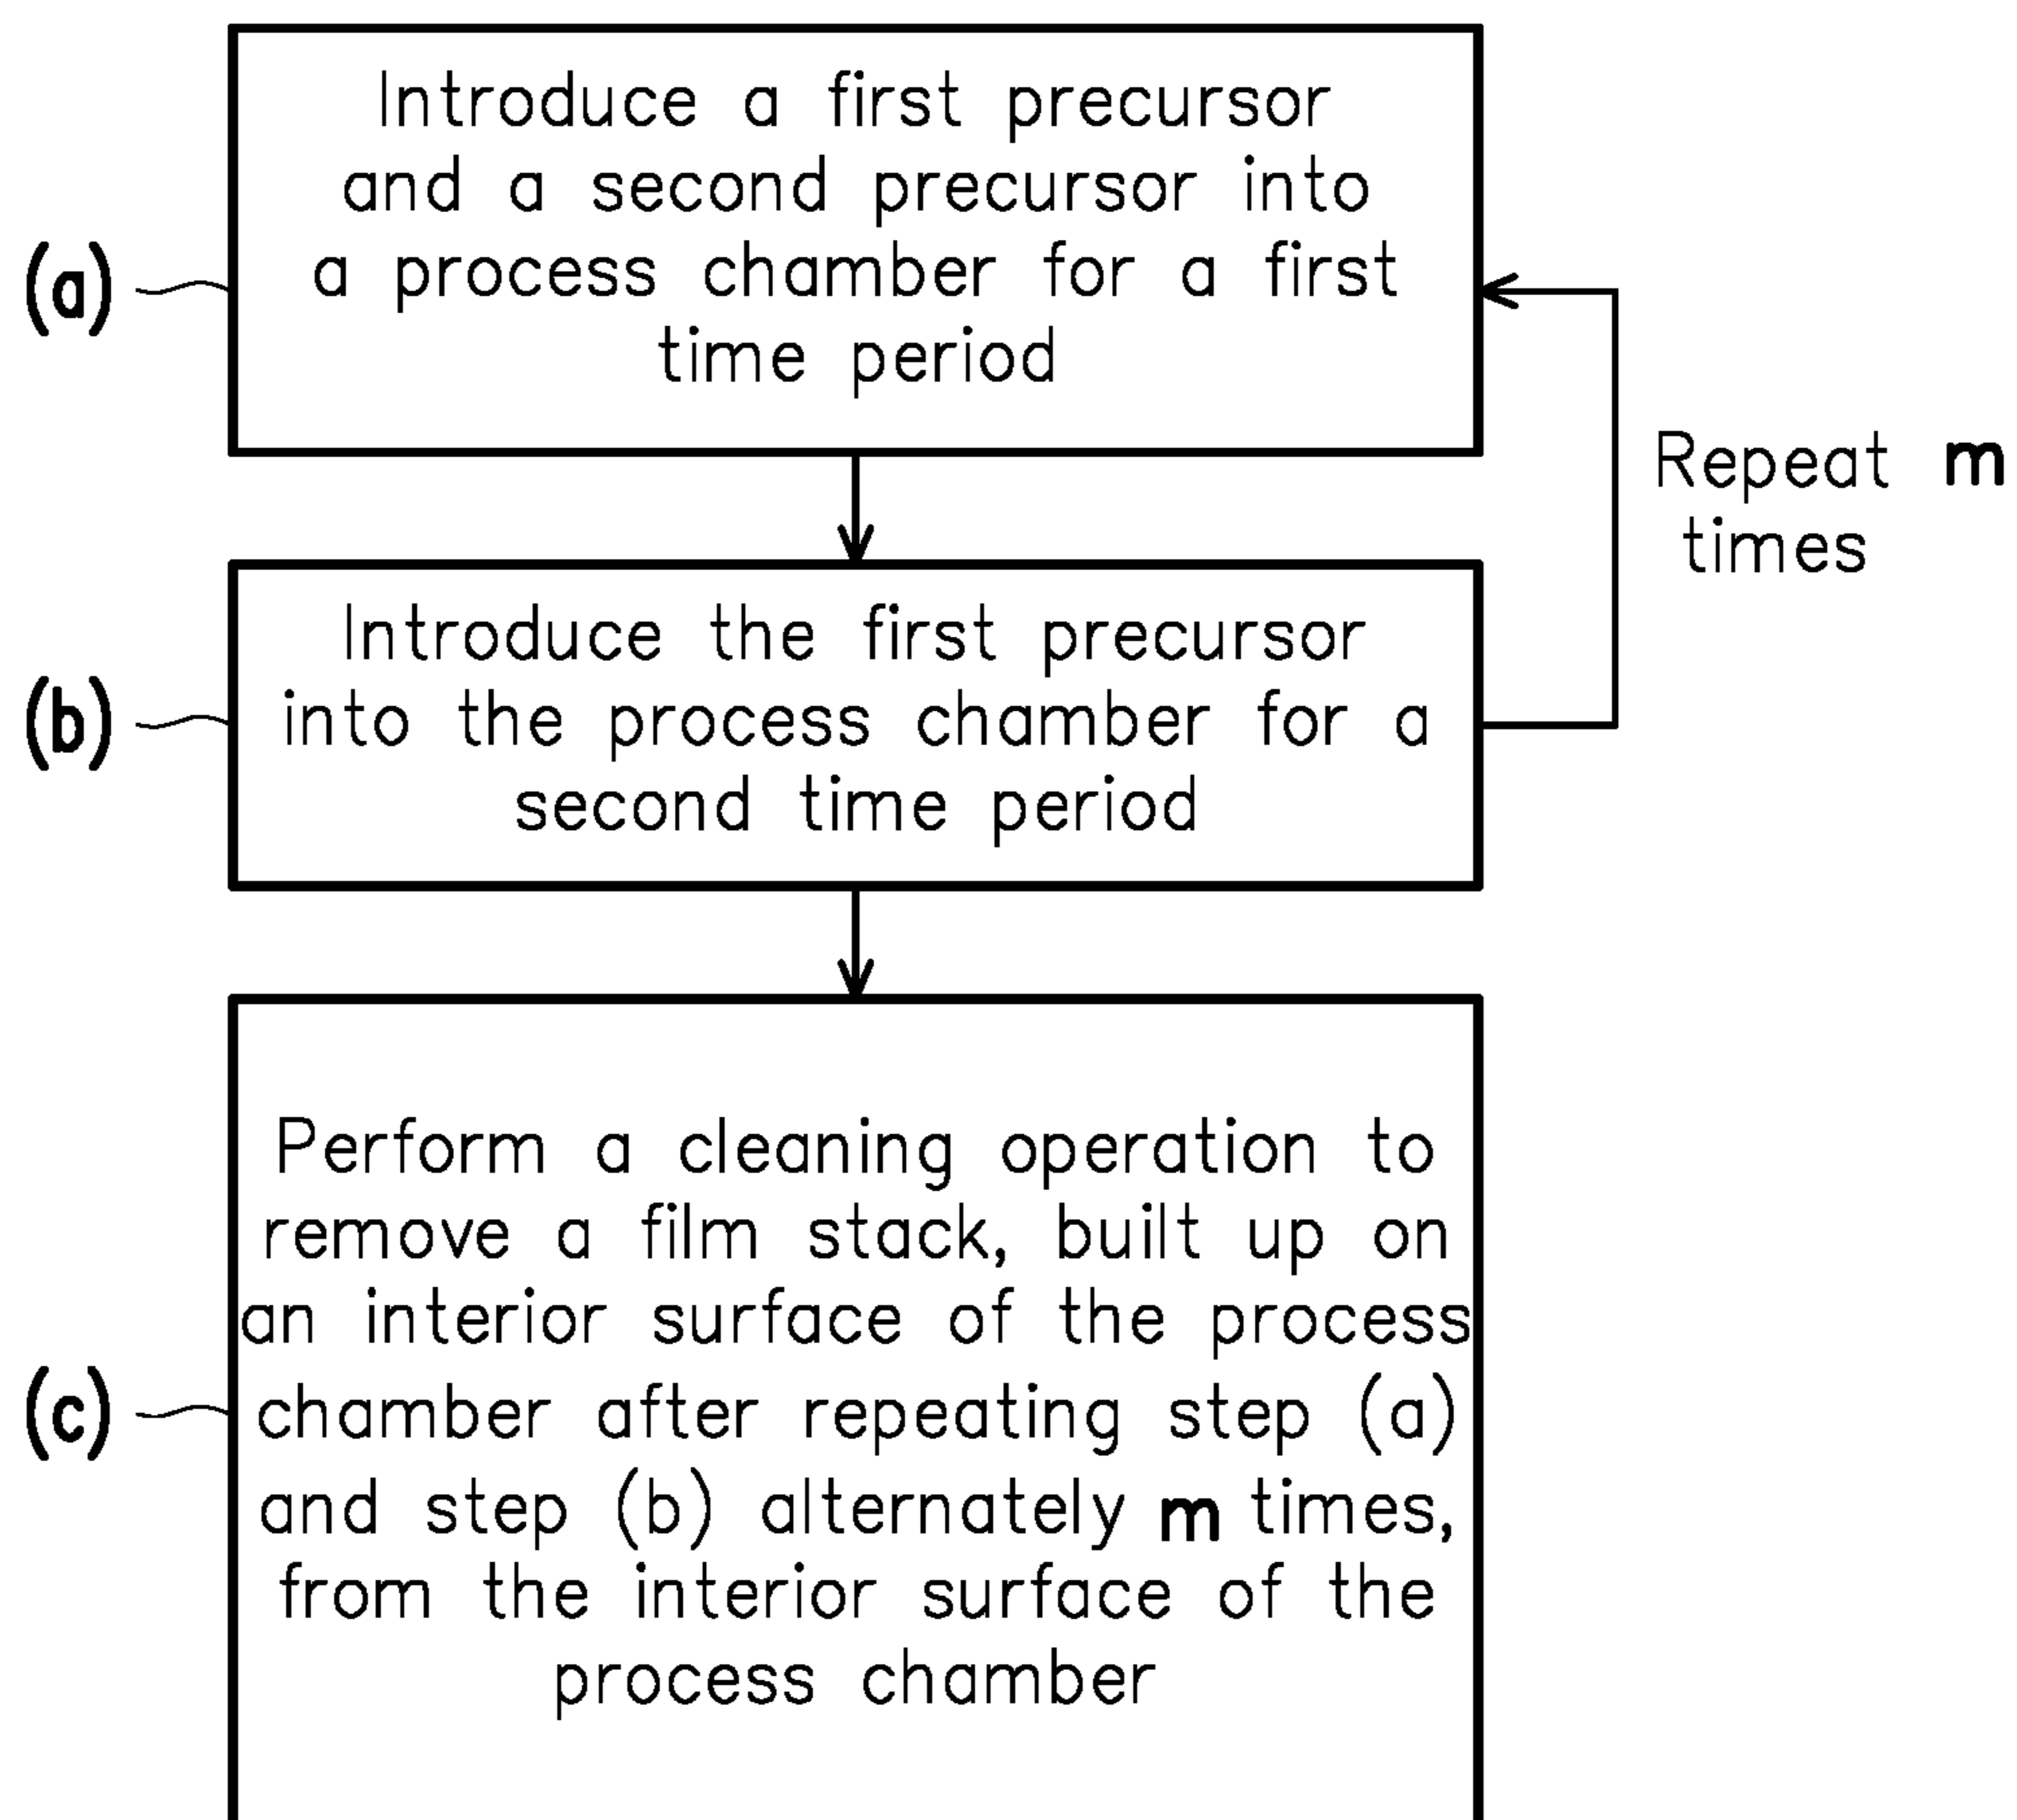 Introduce a first precursor
and a second precursor into
a process chamber for a first
time period
(a)
Repeat m
times
Introduce the first precursor
into the process chamber for a
second time period
(b)
Perform a cleaning operation to
remove a film stack, built up on
an interior surface of the process
chamber after repeating step (a)
and step (b) alternately m times,
from the interior surface of the
process chamber
(c)